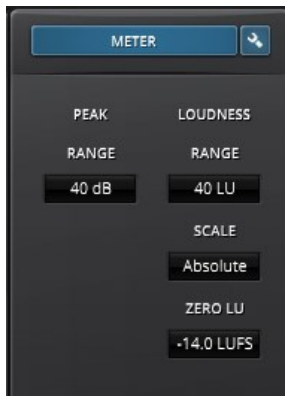 METER
PEAK LOUDNESS
RANGE RANGE
40 dB 40 LU
SCALE
Absolute
ZERO LU
-14.0 LUFS